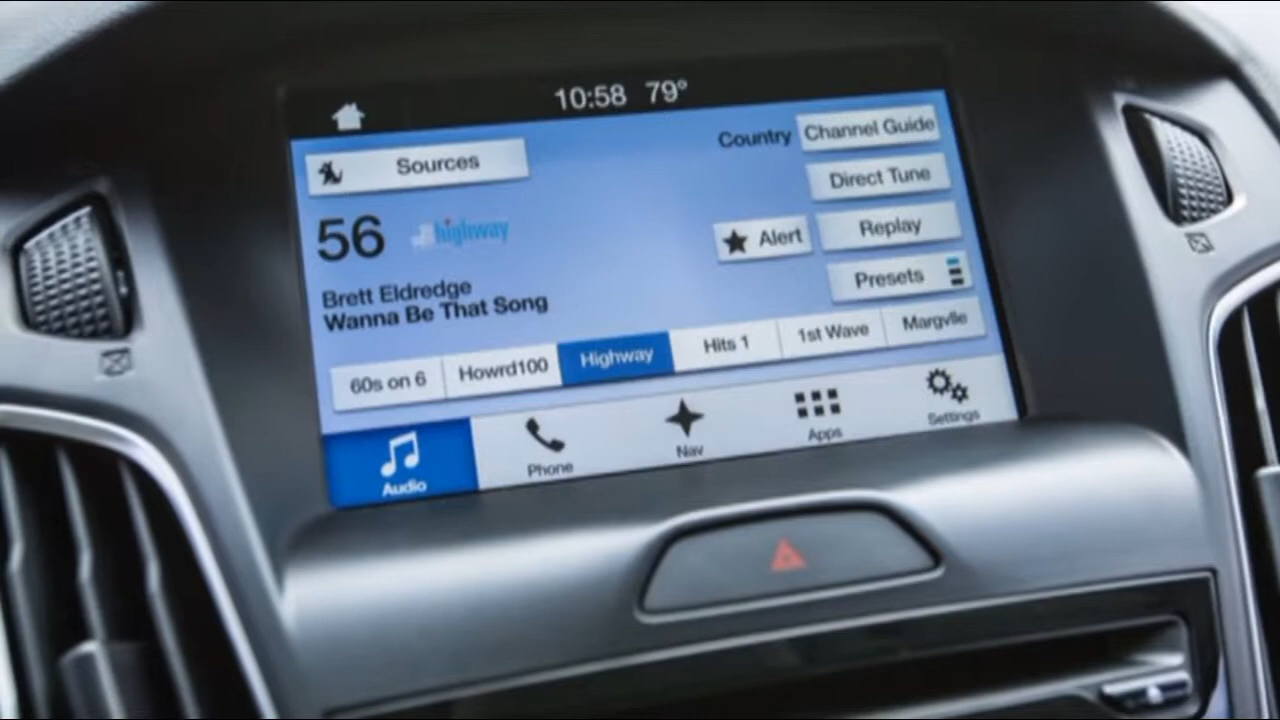 10:58 79°
Sources
Country
Channel Guide
Direct Tune
56 highway
Alert
Replay
Presets
Brett Eldredge
Wanna Be That Song
60s on 6 Howrd100 Highway Hits 1 1st Wave Margvlle
Audio Phone Nav Apps Settings